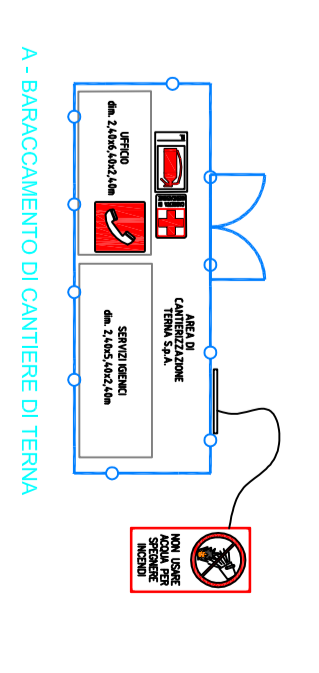 A - BARACCAMENTO DI CANTIERE DI TERNA
UFFICIO
dim. 2,40x6,40x2,40m
SERVIZI IGIENICI
dim. 2,40x5,40x2,40m
AREA DI
CANTIERIZZAZIONE
TERNA S.p.A.
NON USARE
ACQUA PER
SPEGNERE
INCENDI